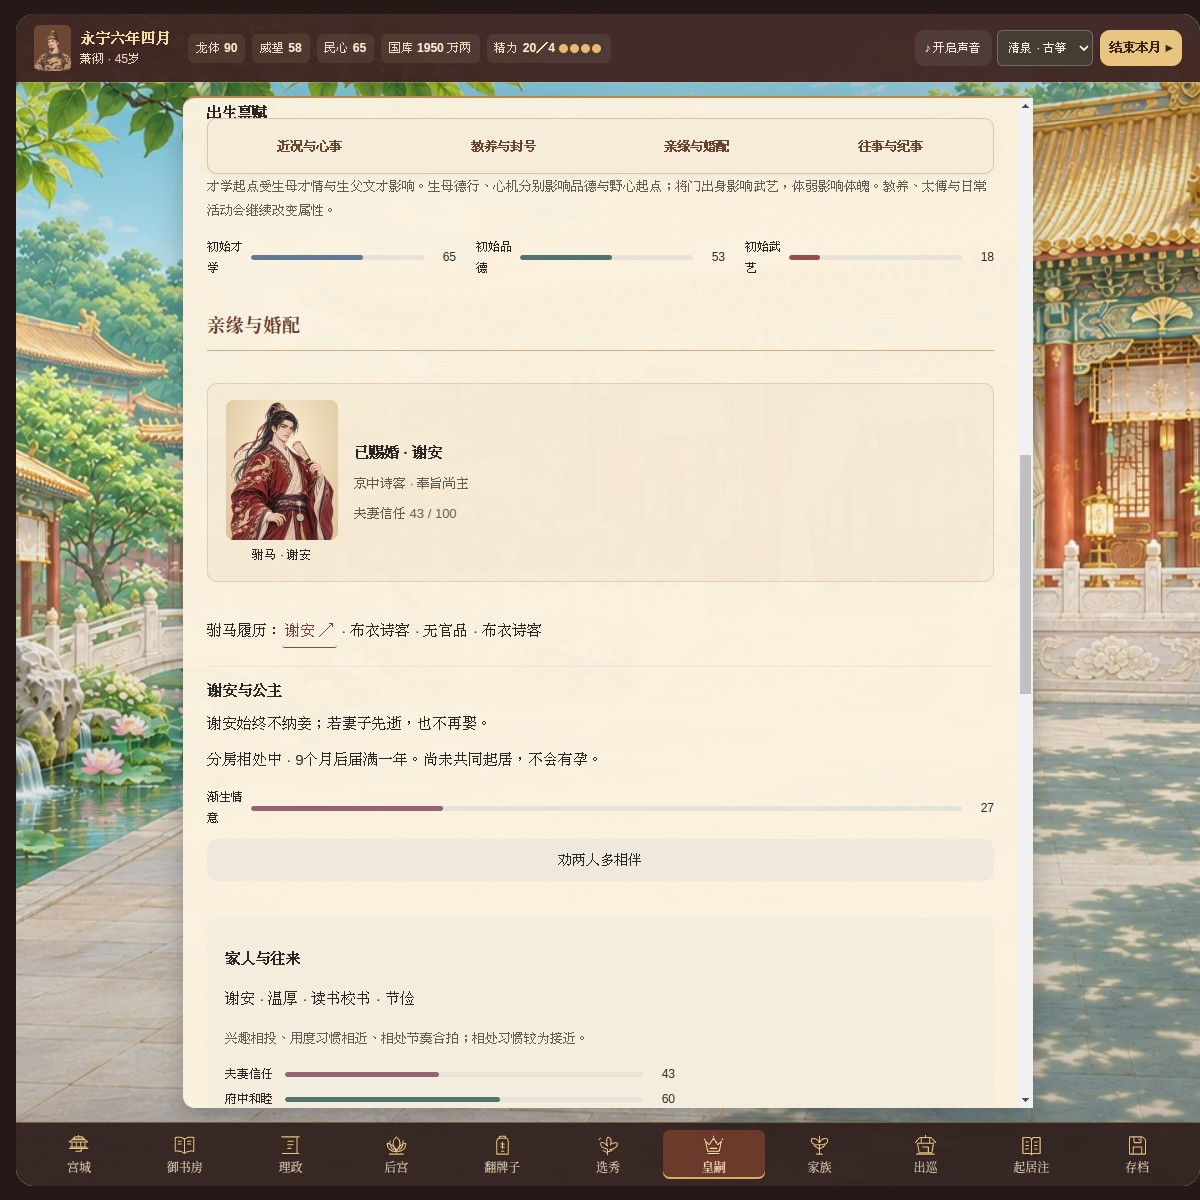 永宁六年四月
萧彻 · 45岁
龙体 90
威望 58
民心 65
国库 1950 万两
精力 20／4
♪开启声音
清泉 · 古筝
结束本月 ▸
出生禀赋
近况与心事
教养与封号
亲缘与婚配
往事与纪事
才学起点受生母才情与生父文才影响。生母德行、心机分别影响品德与野心起点；将门出身影响武艺，体弱影响体魄。教养、太傅与日常
活动会继续改变属性。
初始才学 65
初始品德 53
初始武艺 18
亲缘与婚配
已赐婚 · 谢安
京中诗客 · 奉旨尚主
夫妻信任 43 / 100
驸马 · 谢安
驸马履历：谢安 ↗ · 布衣诗客 · 无官品 · 布衣诗客
谢安与公主
谢安始终不纳妾；若妻子先逝，也不再娶。
分房相处中 · 9个月后届满一年。尚未共同起居，不会有孕。
渐生情意 27
劝两人多相伴
家人与往来
谢安 · 温厚 · 读书校书 · 节俭
兴趣相投、用度习惯相近、相处节奏合拍；相处习惯较为接近。
夫妻信任 43
府中和睦 60
宫城
御书房
理政
后宫
翻牌子
选秀
皇嗣
家族
出巡
起居注
存档